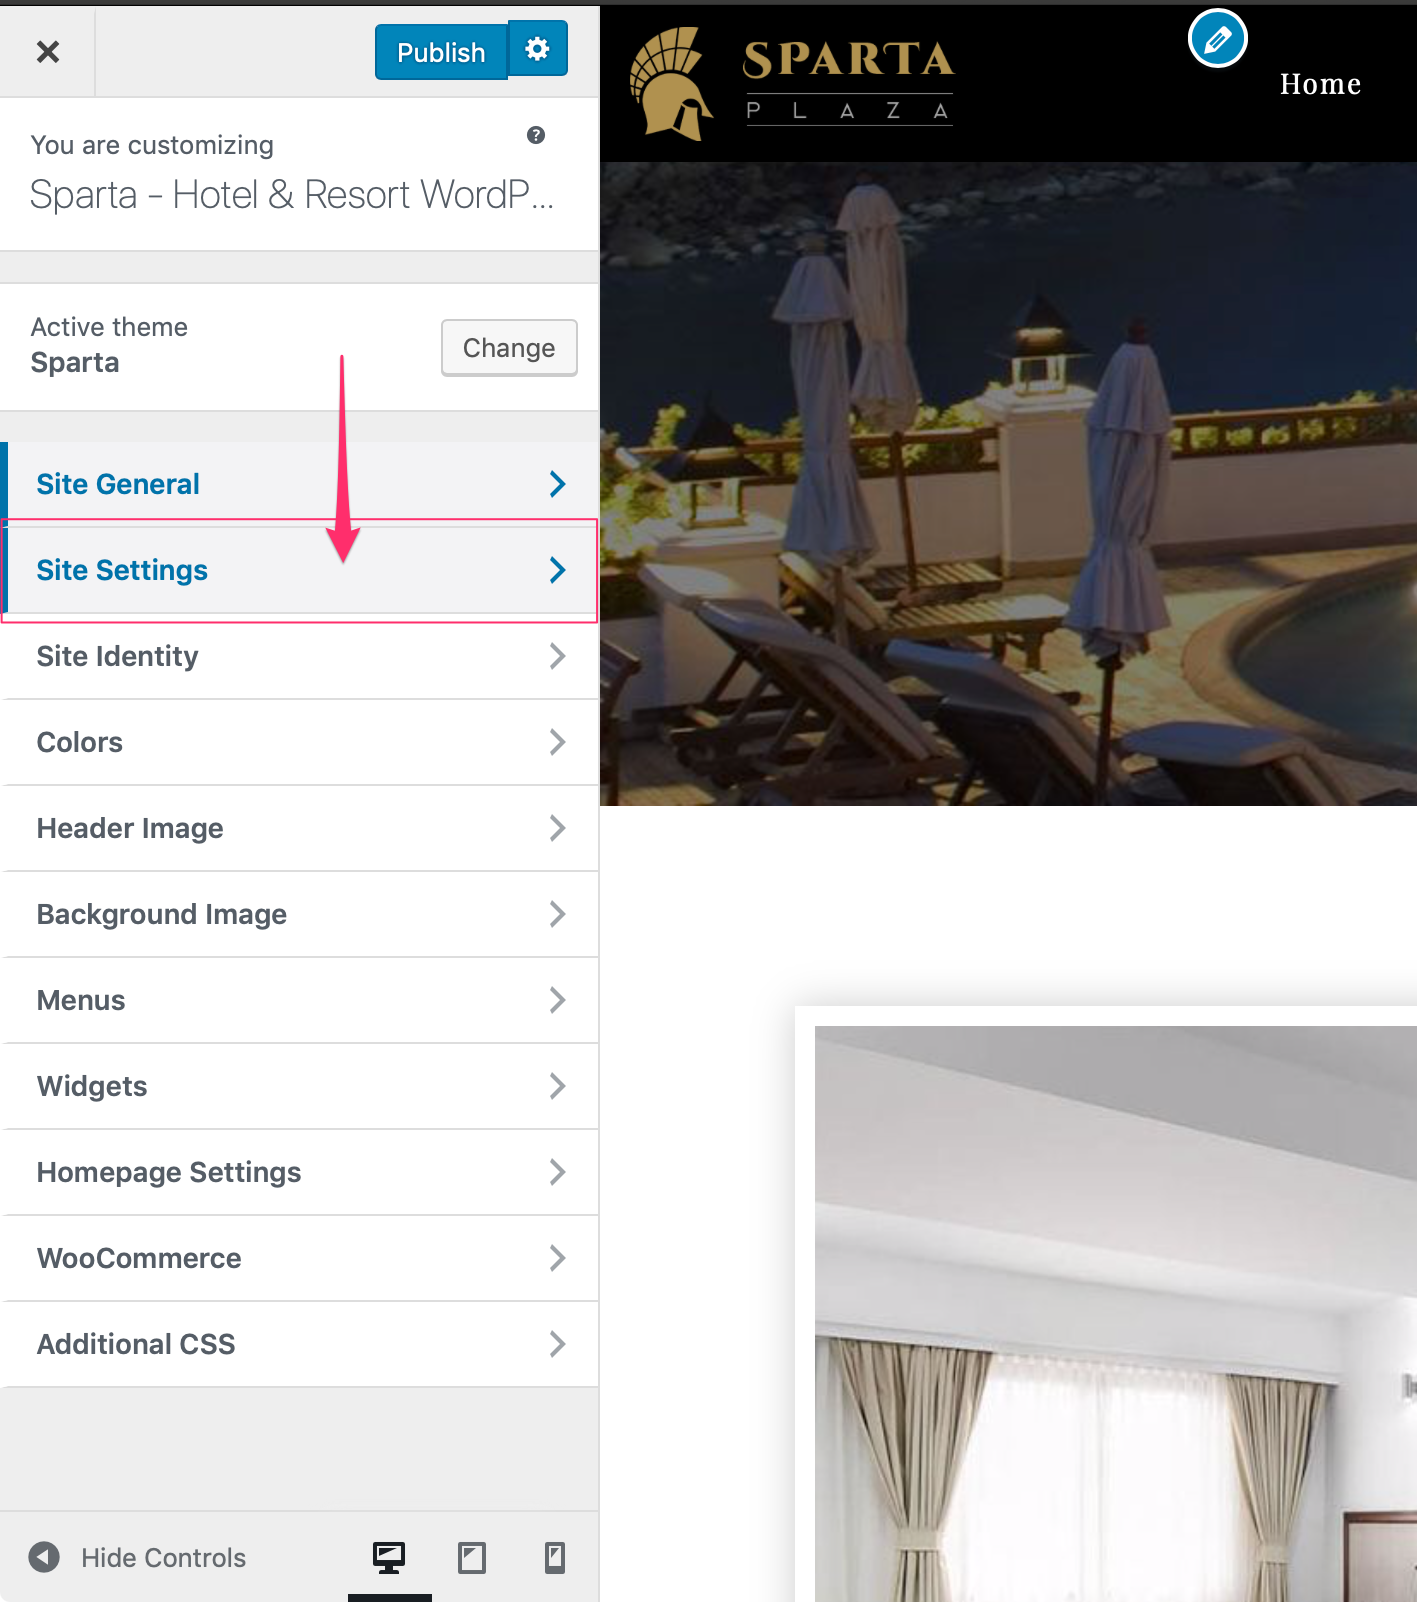 Publish
You are customizing
Sparta – Hotel & Resort WordP...
Active theme
Sparta
Change
Site General
Site Settings
Site Identity
Colors
Header Image
Background Image
Menus
Widgets
Homepage Settings
WooCommerce
Additional CSS
Hide Controls
SPARTA
PLAZA
Home